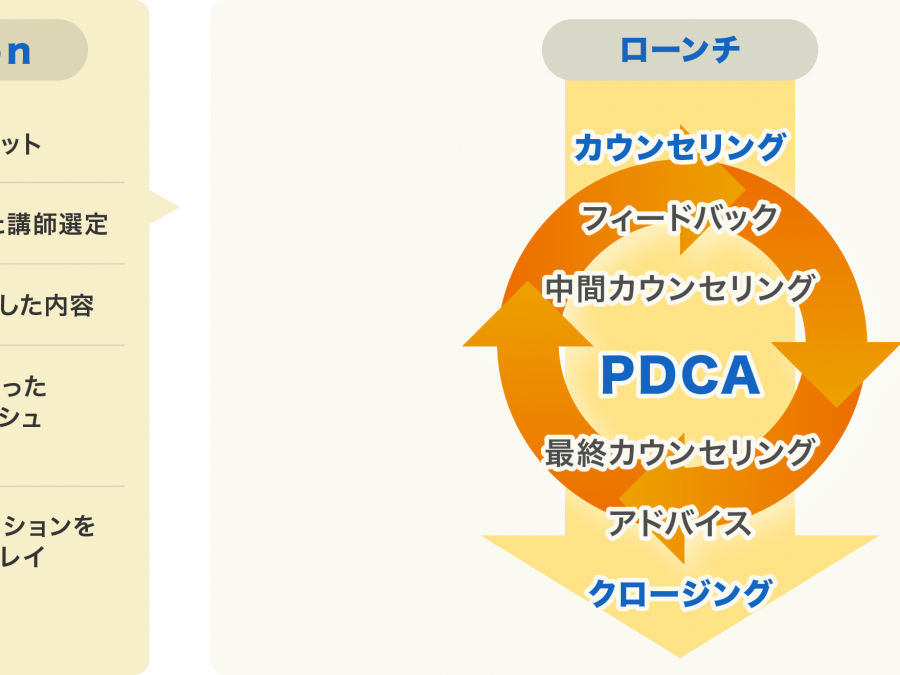 n
ット
講師選定
した内容
った
シュ
ションを
レイ
ローンチ
カウンセリング
フィードバック
中間カウンセリング
PDCA
最終カウンセリング
アドバイス
クロージング